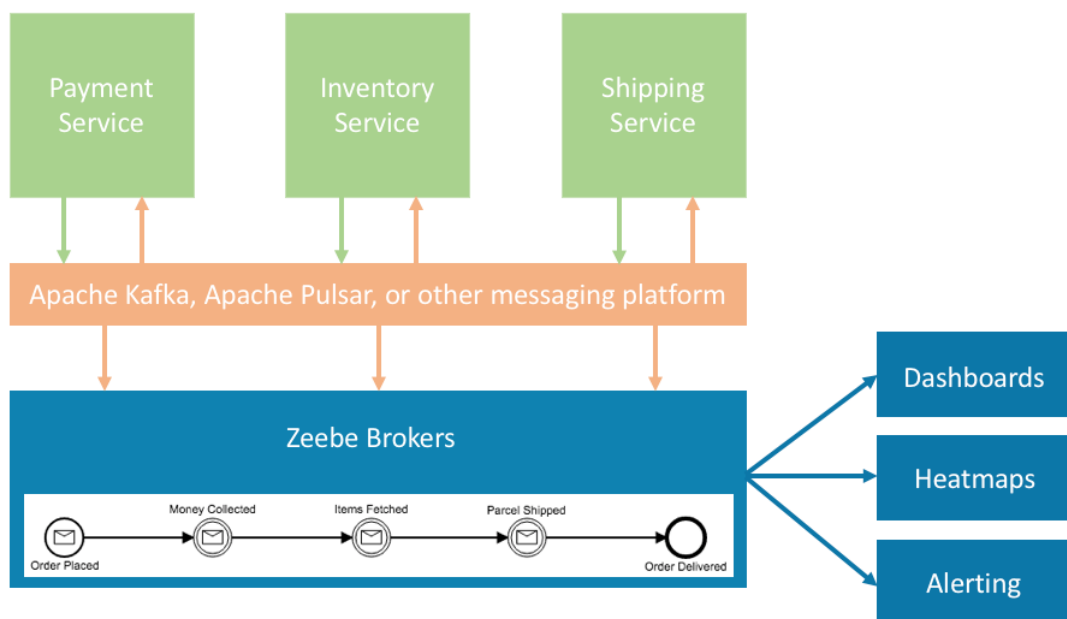 Payment
Service
Inventory
Service
Shipping
Service
Apache Kafka, Apache Pulsar, or other messaging platform
Zeebe Brokers
Money Collected
Items Fetched
Parcel Shipped
Order Placed
Order Delivered
Dashboards
Heatmaps
Alerting